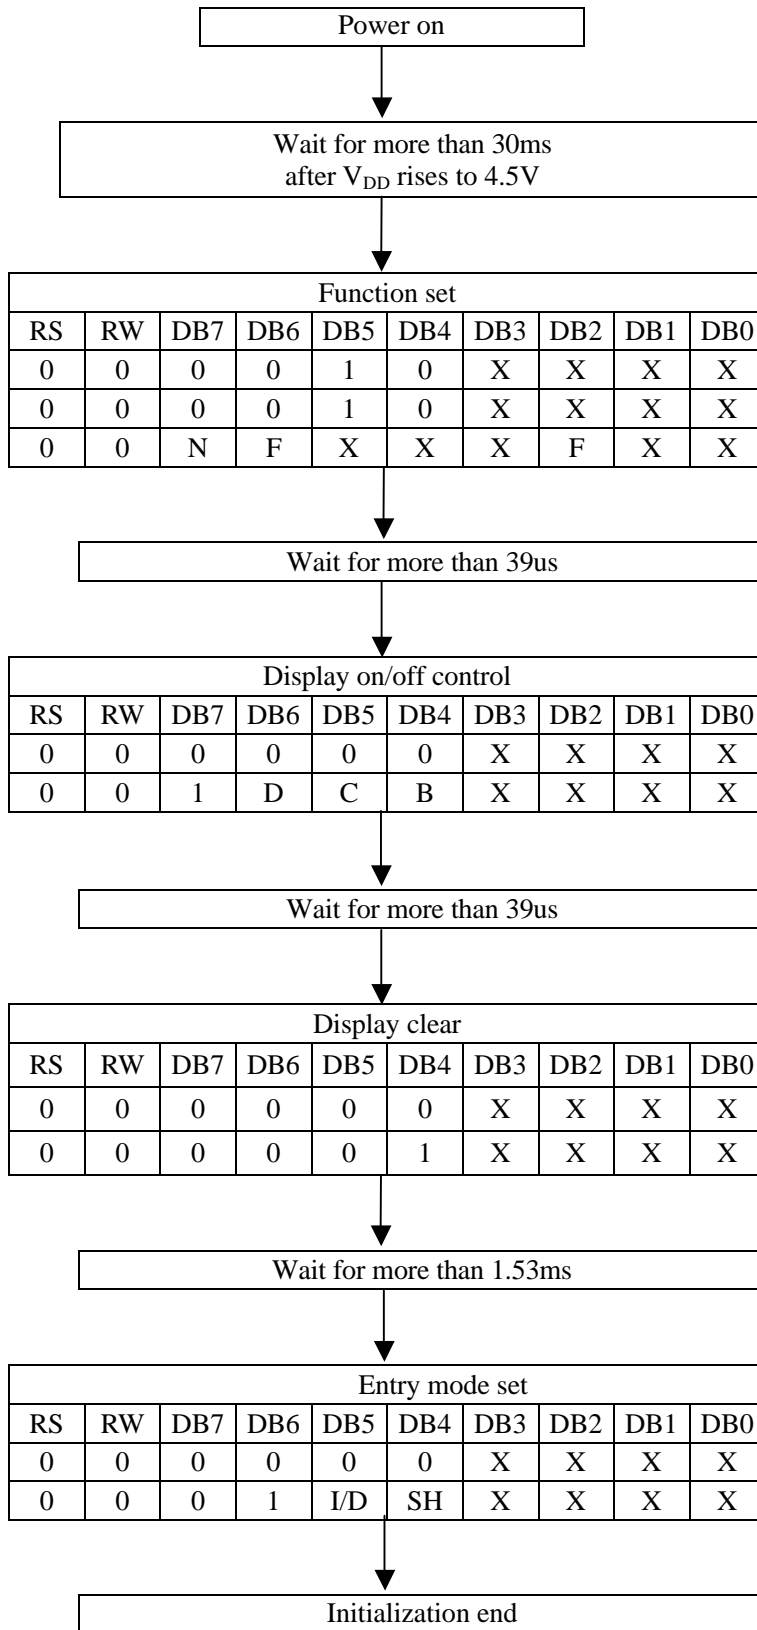 Power on
Wait for more than 30ms
after VDD rises to 4.5V
Function set
RS RW DB7 DB6 DB5 DB4 DB3 DB2 DB1 DB0
0 0 0 0 1 0 X X X X
0 0 0 0 1 0 X X X X
0 0 N F X X X F X X
Wait for more than 39us
Display on/off control
RS RW DB7 DB6 DB5 DB4 DB3 DB2 DB1 DB0
0 0 0 0 0 0 X X X X
0 0 1 D C B X X X X
Wait for more than 39us
Display clear
RS RW DB7 DB6 DB5 DB4 DB3 DB2 DB1 DB0
0 0 0 0 0 0 X X X X
0 0 0 0 0 1 X X X X
Wait for more than 1.53ms
Entry mode set
RS RW DB7 DB6 DB5 DB4 DB3 DB2 DB1 DB0
0 0 0 0 0 0 X X X X
0 0 0 1 I/D SH X X X X
Initialization end